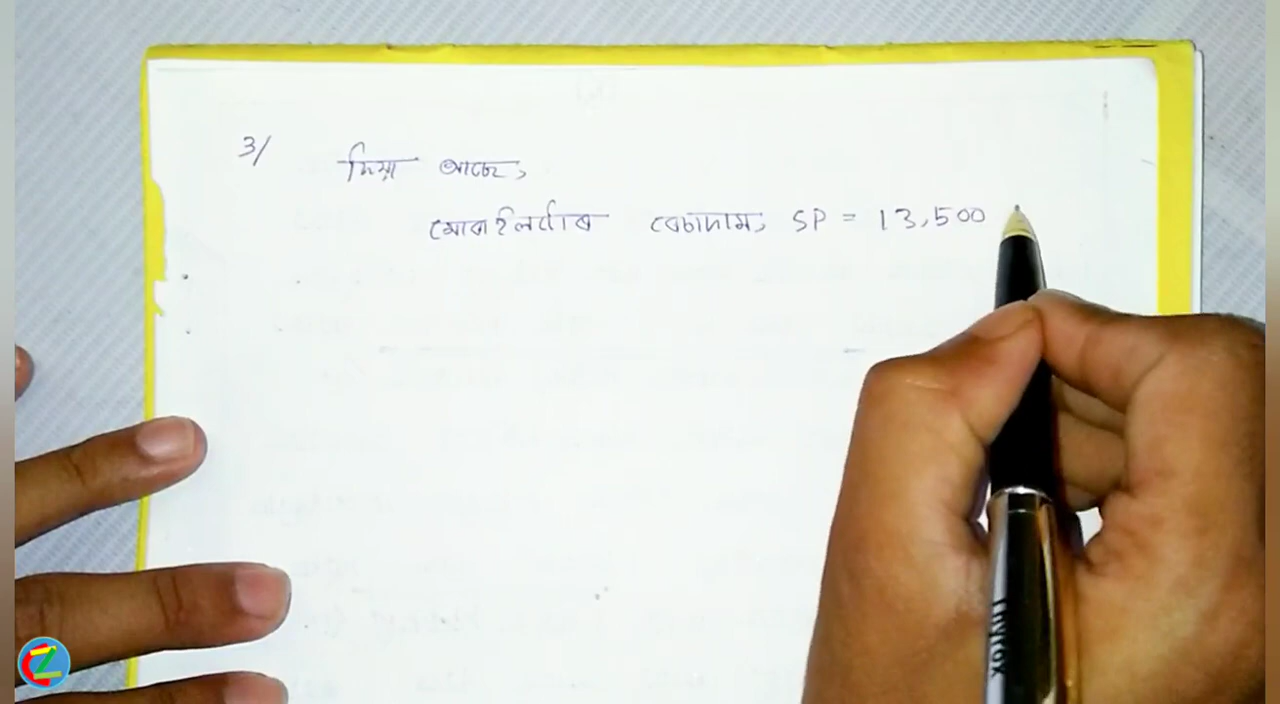 3/ দিয়া আছে,
মোবাইলটোৰ বেচাদাম, SP = 13,500